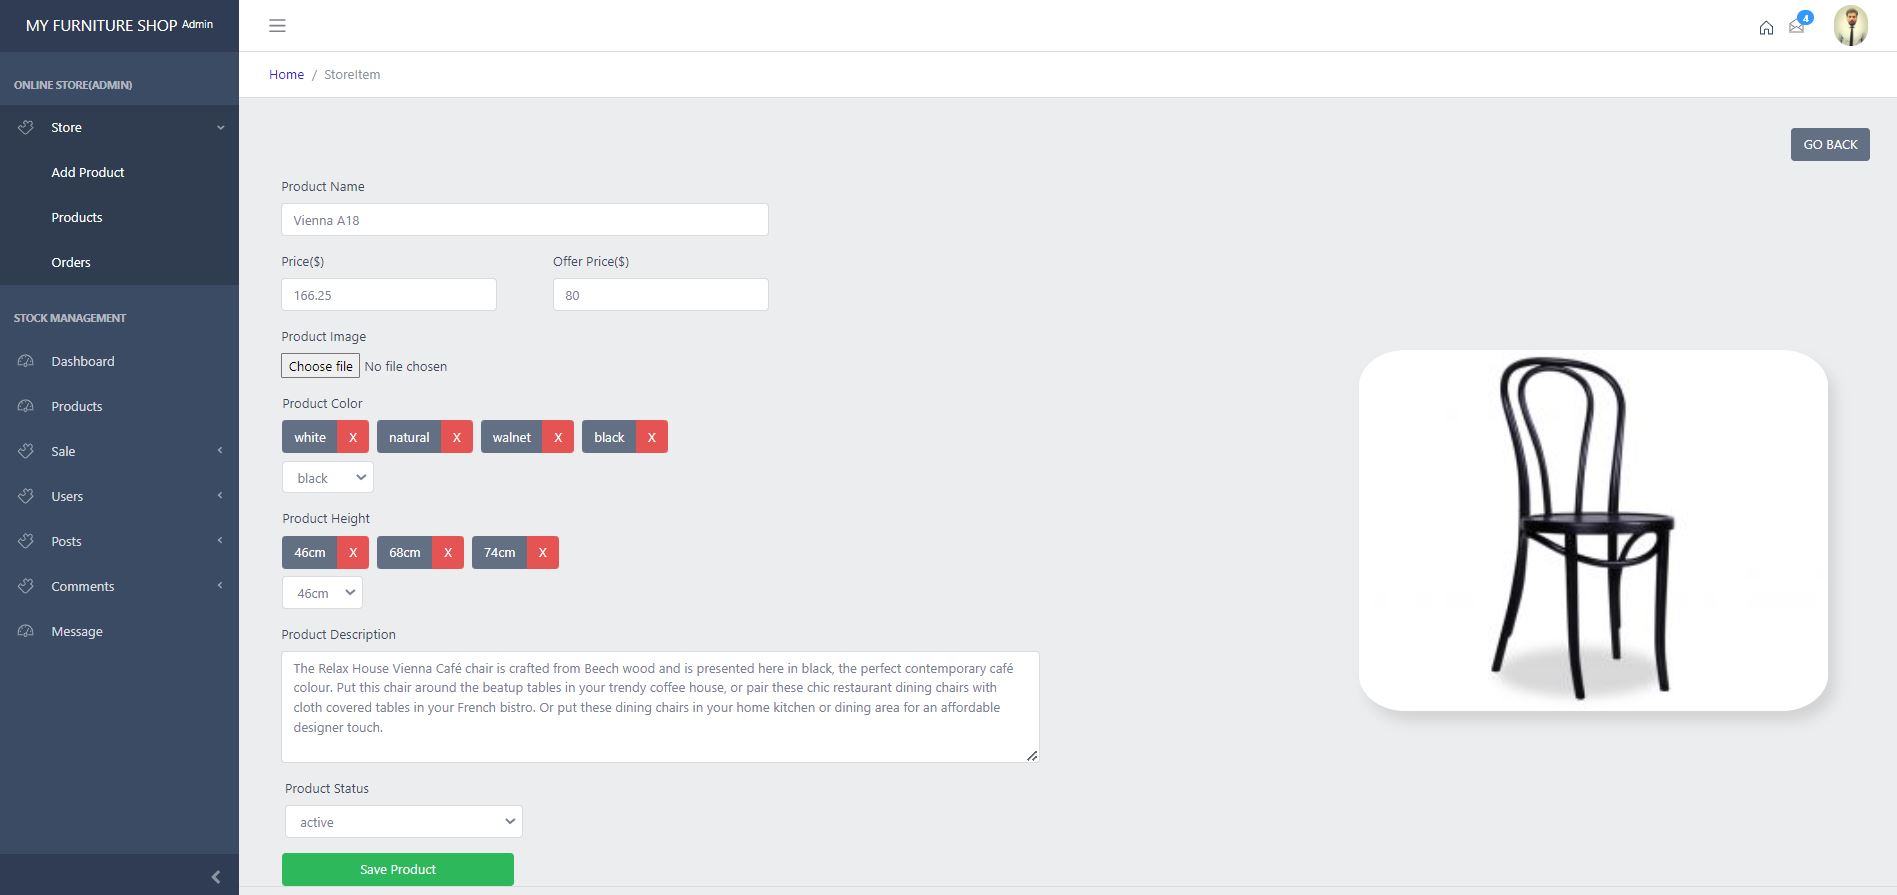 MY FURNITURE SHOP Admin
4
ONLINE STORE(ADMIN)
Store
Add Product
Products
Orders
STOCK MANAGEMENT
Dashboard
Products
Sale
Users
Posts
Comments
Message
Home / StoreItem
GO BACK
Product Name
Vienna A18
Price($) Offer Price($)
166.25 80
Product Image
Choose file No file chosen
Product Color
white X natural X walnet X black X
black
Product Height
46cm X 68cm X 74cm X
46cm
Product Description
The Relax House Vienna Café chair is crafted from Beech wood and is presented here in black, the perfect contemporary café
colour. Put this chair around the beatup tables in your trendy coffee house, or pair these chic restaurant dining chairs with
cloth covered tables in your French bistro. Or put these dining chairs in your home kitchen or dining area for an affordable
designer touch.
Product Status
active
Save Product